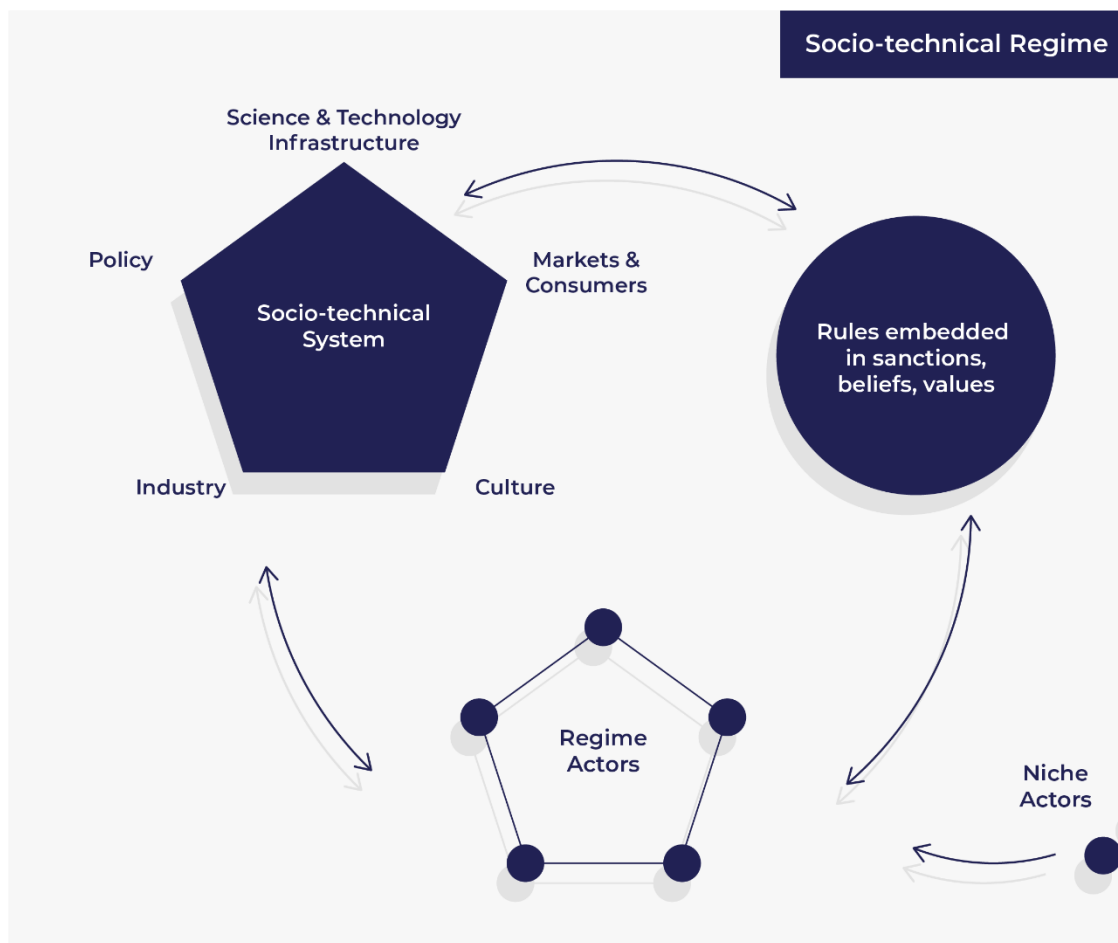 Socio-technical Regime
Science & Technology
Infrastructure
Policy
Markets &
Consumers
Socio-technical
System
Rules embedded
in sanctions,
beliefs, values
Industry
Culture
Regime
Actors
Niche
Actors